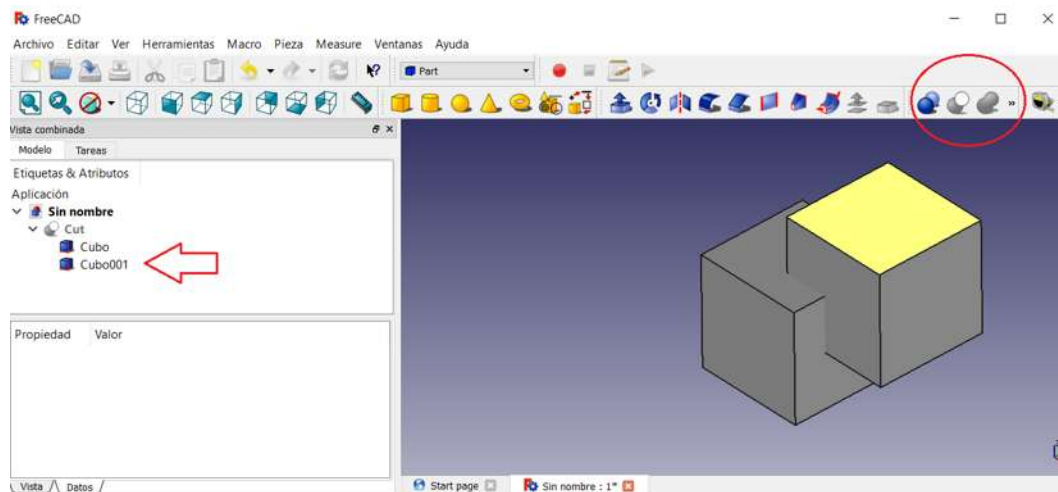 FreeCAD
Archivo Editar Ver Herramientas Macro Pieza Measure Ventanas Ayuda
Part
Vista combinada
Modelo Tareas
Etiquetas & Atributos
Aplicación
Sin nombre
Cut
Cubo
Cubo001
Propiedad Valor
Vista Datos
Start page Sin nombre : 1*